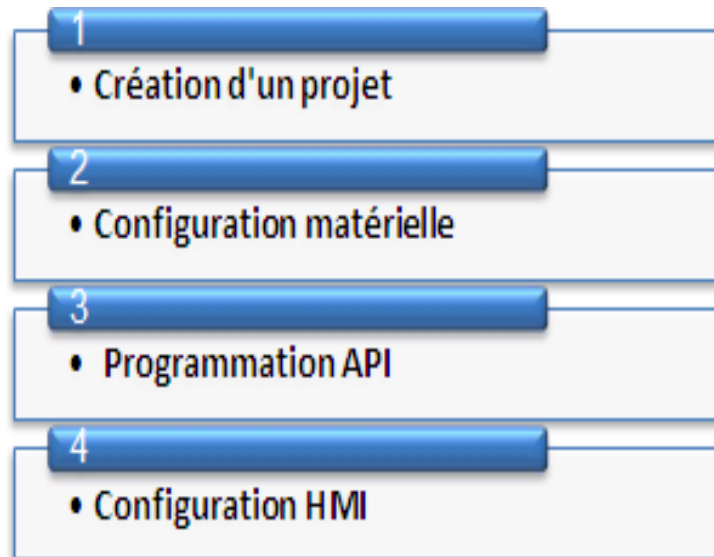 1
• Création d'un projet
2
• Configuration matérielle
3
• Programmation API
4
• Configuration HMI